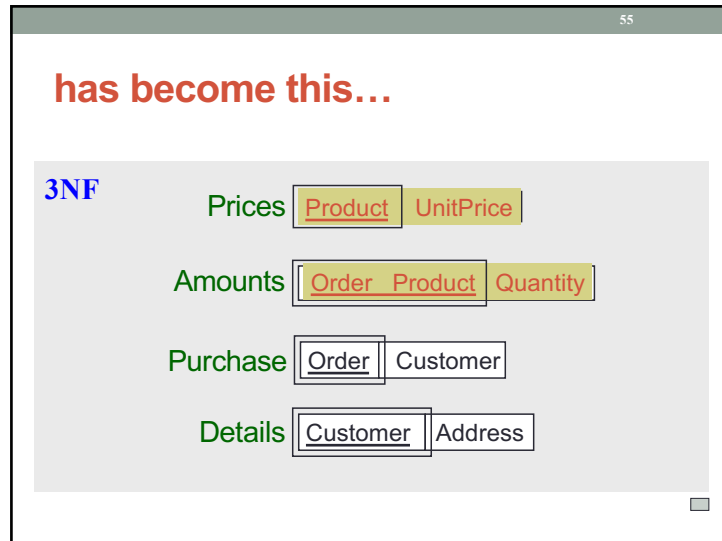 55
has become this…
3NF
Prices Product UnitPrice
Amounts Order Product Quantity
Purchase Order Customer
Details Customer Address